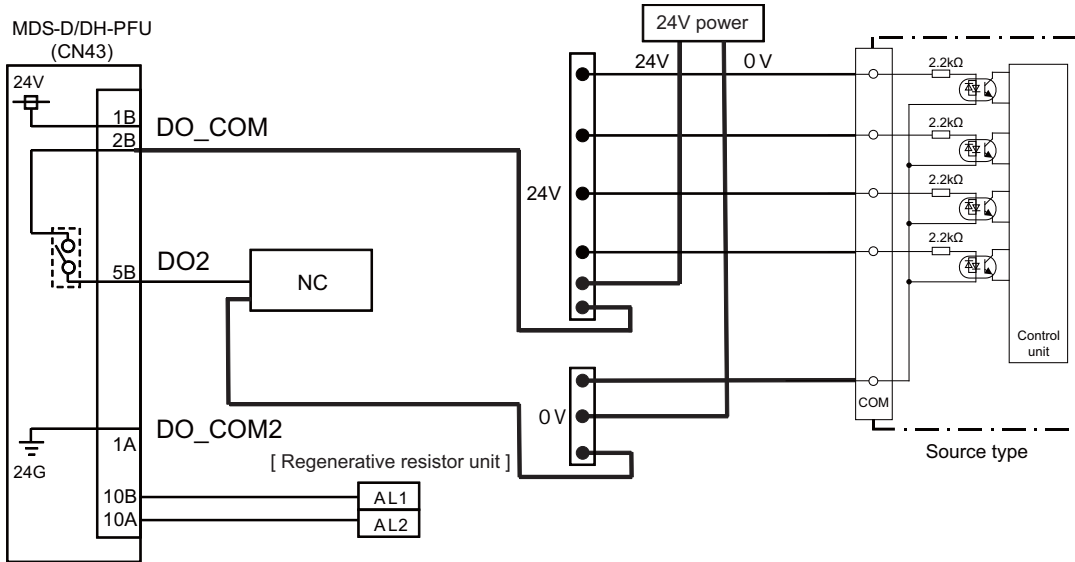 MDS-D/DH-PFU
(CN43)
24V
1B
DO_COM
2B
5B
DO2
NC
DO_COM2
1A
24G
[ Regenerative resistor unit ]
10B
AL1
10A
AL2
24V power
24V
0 V
24V
0 V
2.2kΩ
2.2kΩ
2.2kΩ
2.2kΩ
Control
unit
COM
Source type